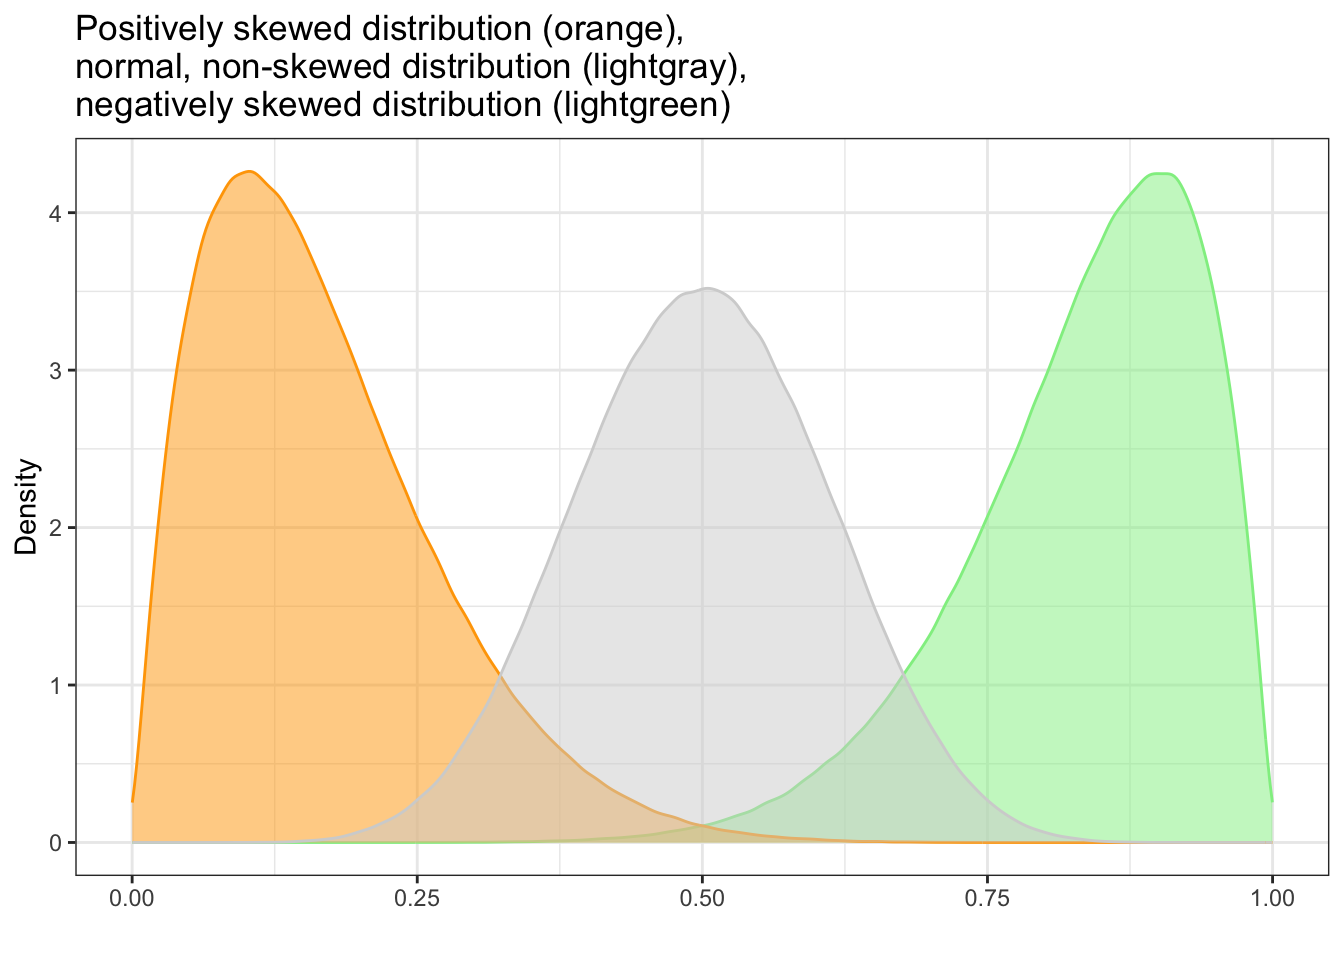 Positively skewed distribution (orange),
normal, non-skewed distribution (lightgray),
negatively skewed distribution (lightgreen)
Density
4
3
2
1
0
0.00 0.25 0.50 0.75 1.00